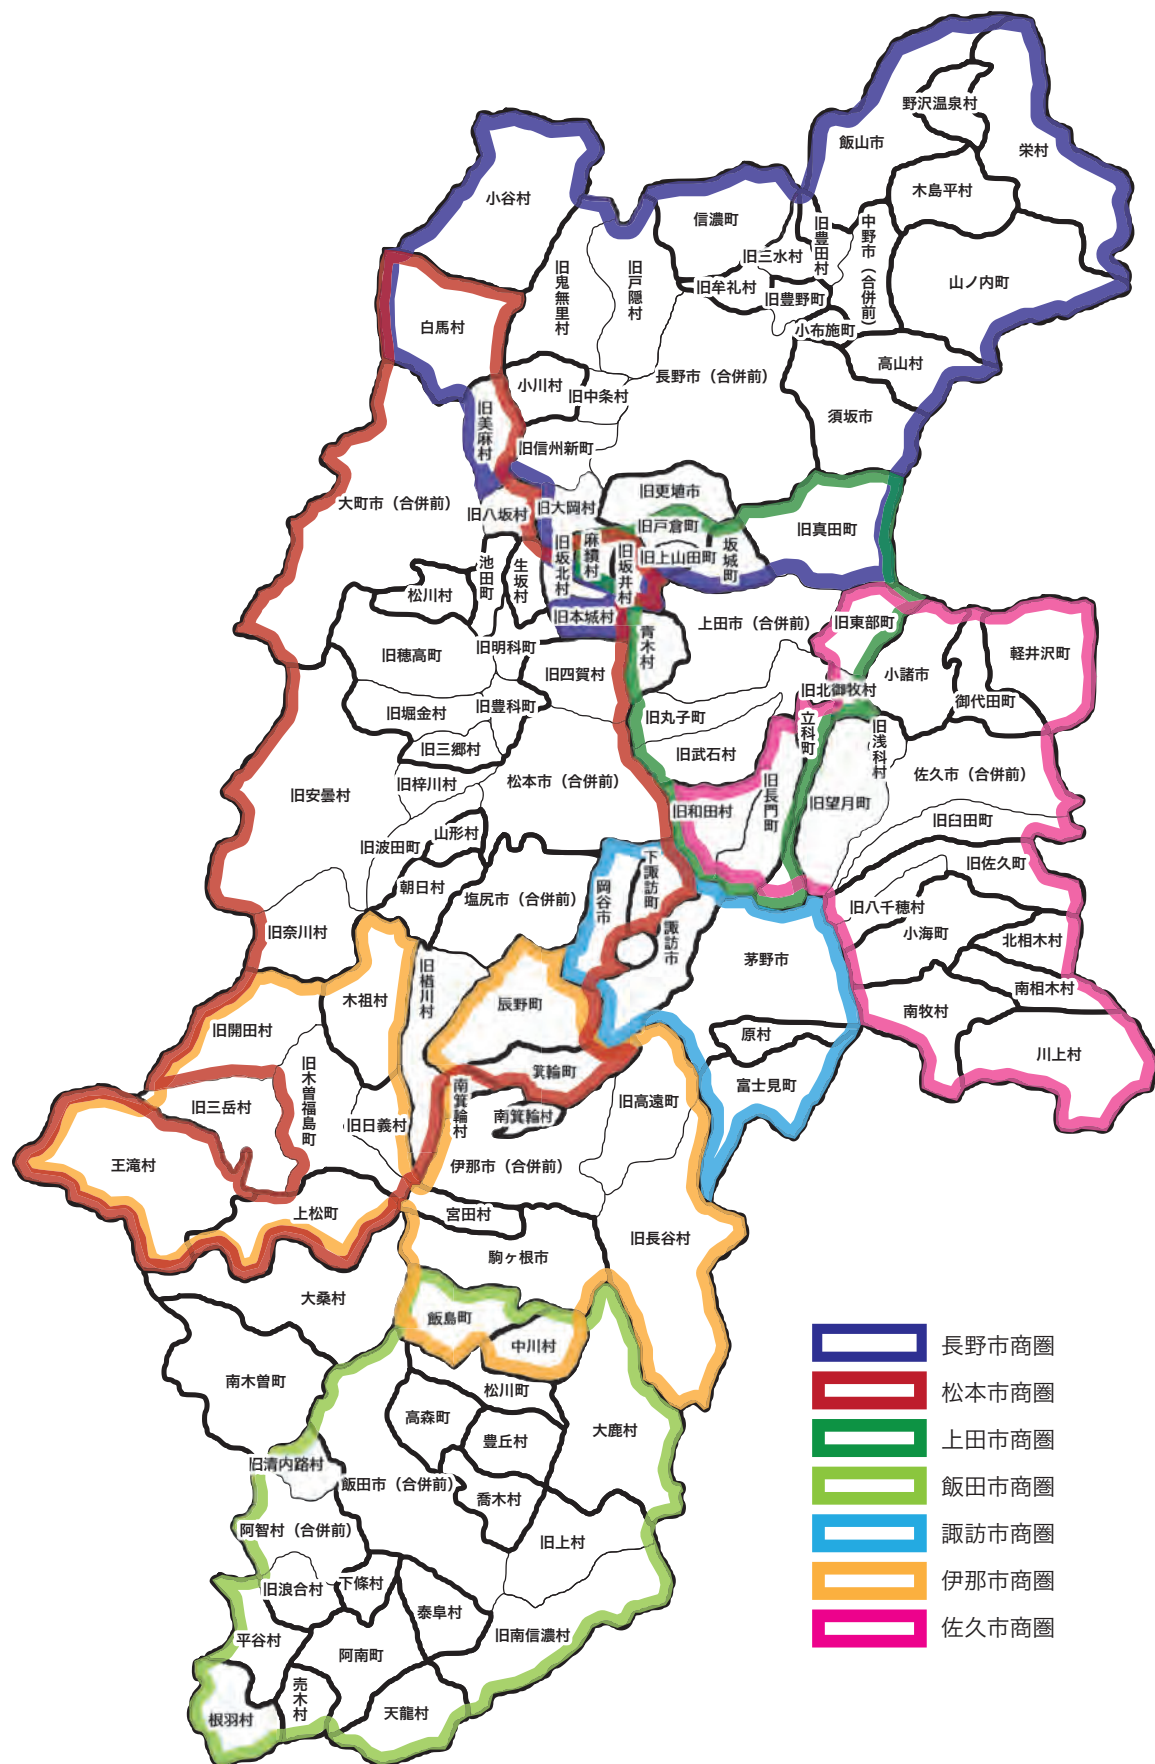 野沢温泉村
飯山市
栄村
木島平村
小谷村
信濃町
旧豊田村
中野市（合併前）
旧三水村
旧鬼無里村
旧戸隠村
旧牟礼村
旧豊野町
山ノ内町
白馬村
小布施町
高山村
長野市（合併前）
小川村
旧中条村
須坂市
旧美麻村
旧信州新町
旧更埴市
大町市（合併前）
旧八坂村
旧大岡村
旧戸倉町
旧真田町
麻績村
旧坂井村
旧上山田町
坂城町
旧坂北村
池田町
生坂村
松川村
旧本城村
上田市（合併前）
旧東部町
青木村
旧穂高町
旧明科町
旧四賀村
軽井沢町
小諸市
旧北御牧村
御代田町
旧堀金村
旧豊科町
旧丸子町
立科町
旧浅科村
旧三郷村
旧武石村
旧梓川村
松本市（合併前）
佐久市（合併前）
旧安曇村
旧長門町
旧望月町
旧和田村
旧臼田町
山形村
旧波田町
旧佐久町
朝日村
下諏訪町
岡谷市
塩尻市（合併前）
旧八千穂村
小海町
旧奈川村
諏訪市
北相木村
茅野市
旧楢川村
南相木村
木祖村
辰野町
南牧村
旧開田村
原村
川上村
旧木曽福島町
箕輪町
富士見町
旧三岳村
南箕輪村
南箕輪村
旧高遠町
旧日義村
王滝村
伊那市（合併前）
上松町
宮田村
旧長谷村
駒ヶ根市
大桑村
飯島町
中川村
長野市商圏
南木曽町
松川町
松本市商圏
高森町
大鹿村
豊丘村
上田市商圏
旧清内路村
飯田市（合併前）
飯田市商圏
喬木村
阿智村（合併前）
旧上村
諏訪市商圏
旧浪合村
下條村
伊那市商圏
泰阜村
平谷村
旧南信濃村
佐久市商圏
阿南町
売木村
根羽村
天龍村